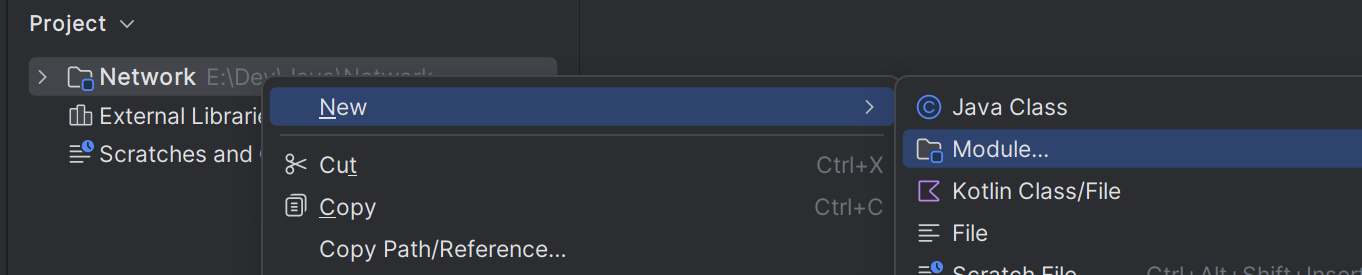 Project
Network E:\Dev\Java\Network
External Librarie
Scratches and
New
Cut Ctrl+X
Copy Ctrl+C
Copy Path/Reference...
Java Class
Module...
Kotlin Class/File
File
Scratch File Ctrl+Alt+Shift+Insert